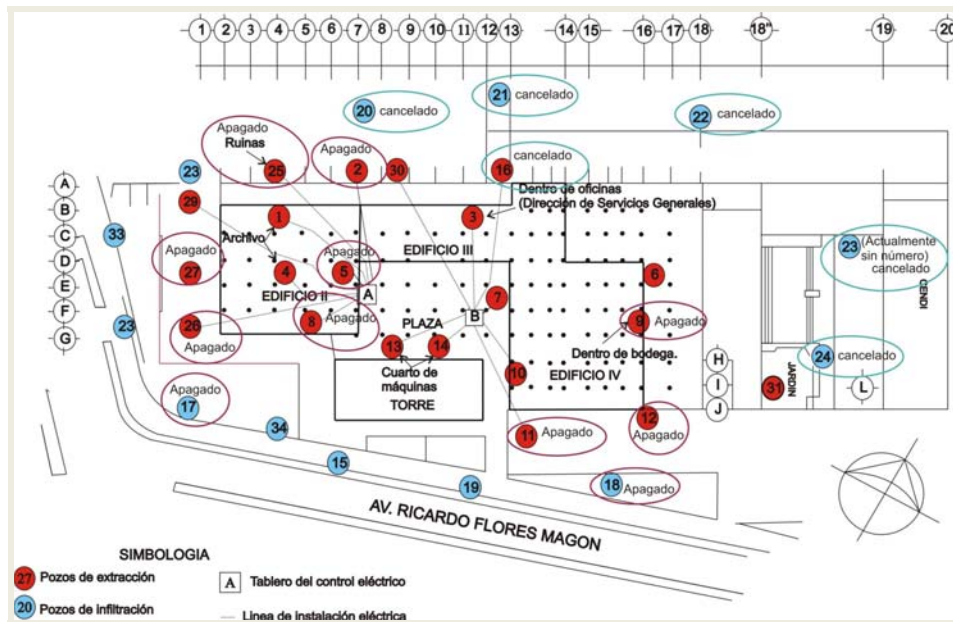 1 2 3 4 5 6 7 8 9 10 11 12 13 14 15 16 17 18 18" 19 20
21 cancelado
20 cancelado
22 cancelado
Apagado
Ruinas
25
Apagado
2
30
cancelado
16
23
A
B
C
D
E
F
G
29
1
3
Dentro de oficinas
(Dirección de Servicios Generales)
33
Archivo
EDIFICIO III
Apagado
27
4
Apagado
5
6
23
(Actualmente
sin número)
cancelado
CENDI
A
EDIFICIO II
7
23
26
Apagado
8
Apagado
PLAZA
B
9
Apagado
13
14
Dentro de bodega.
24
cancelado
H
I
J
Cuarto de
máquinas
10
EDIFICIO IV
31
JARDIN
L
TORRE
17
Apagado
12
Apagado
34
11
Apagado
15
19
18
Apagado
AV. RICARDO FLORES MAGON
SIMBOLOGIA
27 Pozos de extracción
A Tablero del control eléctrico
20 Pozos de infiltración
Linea de instalación eléctrica